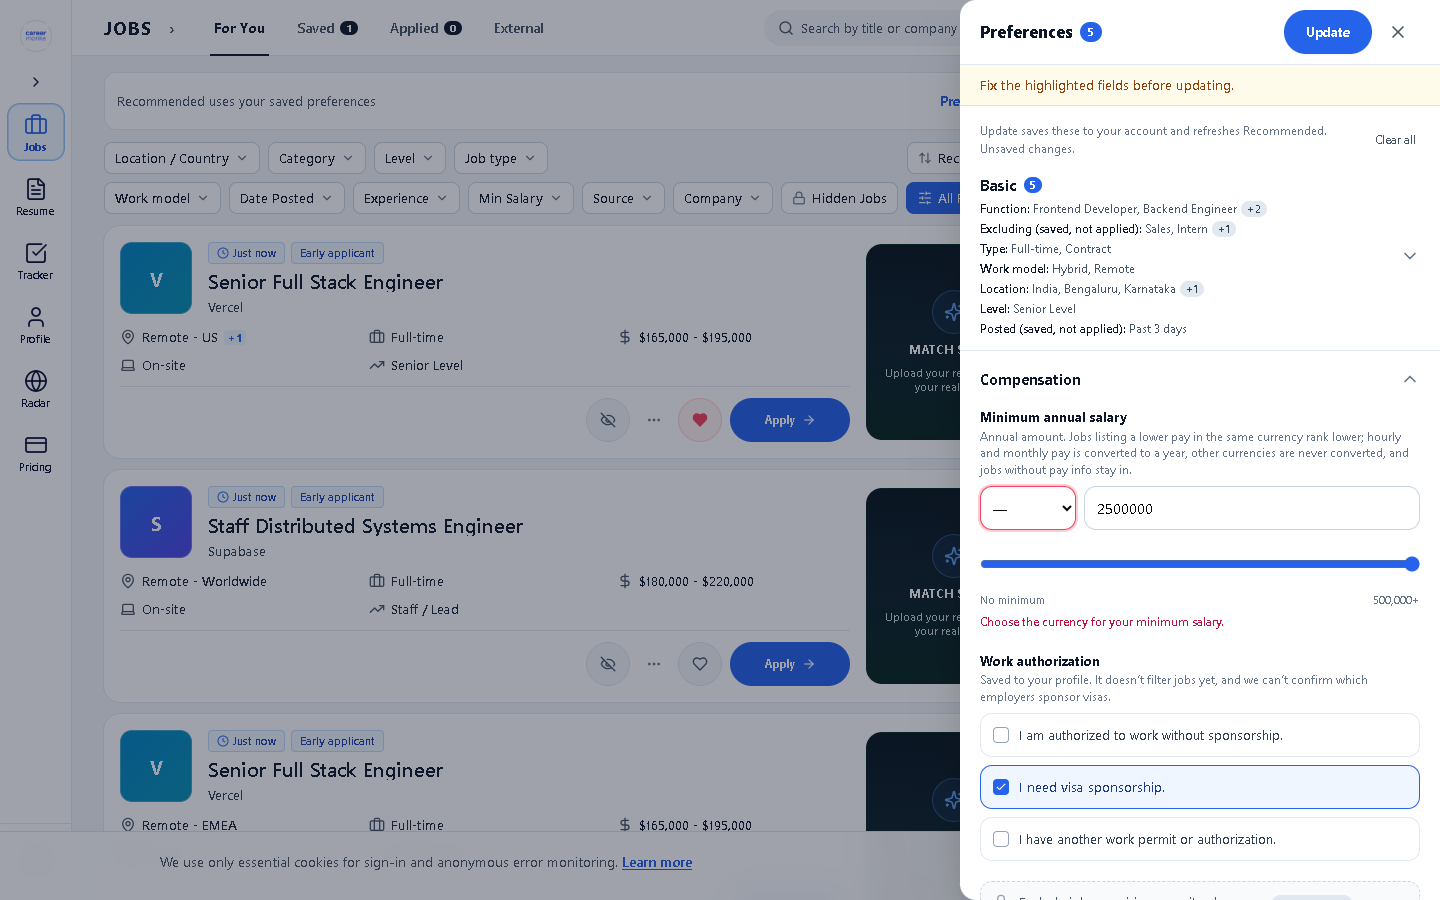 career
JOBS
For You
Saved 1
Applied 0
External
Search by title or company
Jobs
Resume
Tracker
Profile
Radar
Pricing
Recommended uses your saved preferences
Location / Country
Category
Level
Job type
Work model
Date Posted
Experience
Min Salary
Source
Company
Hidden Jobs
V
Just now
Early applicant
Senior Full Stack Engineer
Vercel
Remote - US +1
Full-time
$165,000 - $195,000
On-site
Senior Level
Apply
S
Just now
Early applicant
Staff Distributed Systems Engineer
Supabase
Remote - Worldwide
Full-time
$180,000 - $220,000
On-site
Staff / Lead
Apply
V
Just now
Early applicant
Senior Full Stack Engineer
Vercel
Remote - EMEA
Full-time
$165,000 - $195,000
MATCH
Upload your
your real
MATCH
Upload your
your real
We use only essential cookies for sign-in and anonymous error monitoring. Learn more
Preferences 5
Update
Fix the highlighted fields before updating.
Update saves these to your account and refreshes Recommended.
Unsaved changes.
Clear all
Basic 5
Function: Frontend Developer, Backend Engineer +2
Excluding (saved, not applied): Sales, Intern +1
Type: Full-time, Contract
Work model: Hybrid, Remote
Location: India, Bengaluru, Karnataka +1
Level: Senior Level
Posted (saved, not applied): Past 3 days
Compensation
Minimum annual salary
Annual amount. Jobs listing a lower pay in the same currency rank lower; hourly
and monthly pay is converted to a year, other currencies are never converted, and
jobs without pay info stay in.
—
2500000
No minimum
500,000+
Choose the currency for your minimum salary.
Work authorization
Saved to your profile. It doesn't filter jobs yet, and we can't confirm which
employers sponsor visas.
I am authorized to work without sponsorship.
I need visa sponsorship.
I have another work permit or authorization.